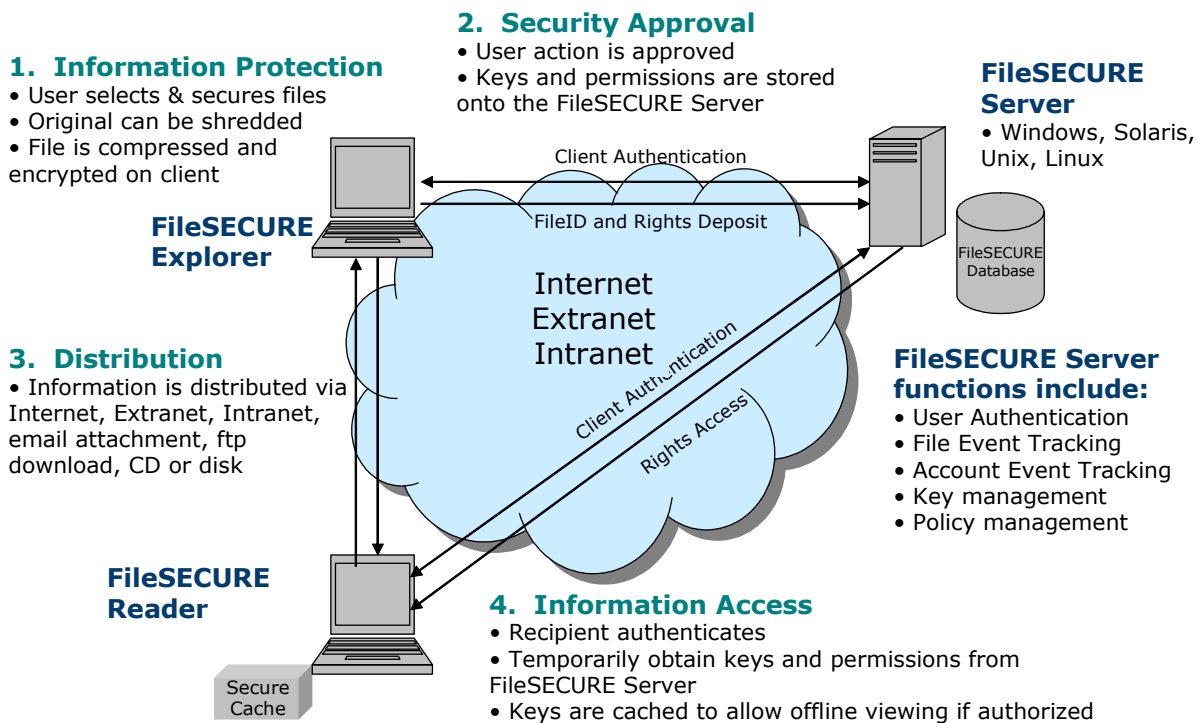 1. Information Protection
• User selects & secures files
• Original can be shredded
• File is compressed and
encrypted on client
2. Security Approval
• User action is approved
• Keys and permissions are stored
onto the FileSECURE Server
FileSECURE
Server
• Windows, Solaris,
Unix, Linux
Client Authentication
FileID and Rights Deposit
FileSECURE
Explorer
FileSECURE
Database
Internet
Extranet
Intranet
Client Authentication
Rights Access
3. Distribution
• Information is distributed via
Internet, Extranet, Intranet,
email attachment, ftp
download, CD or disk
FileSECURE Server
functions include:
• User Authentication
• File Event Tracking
• Account Event Tracking
• Key management
• Policy management
FileSECURE
Reader
Secure
Cache
4. Information Access
• Recipient authenticates
• Temporarily obtain keys and permissions from
FileSECURE Server
• Keys are cached to allow offline viewing if authorized